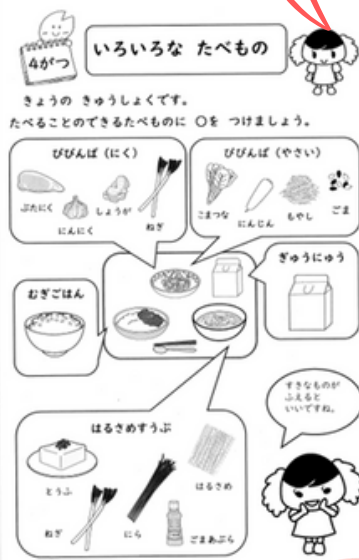 4がつ
いろいろな たべもの
きょうの きゅうしょくです。
たべることのできるたべものに ○を つけましょう。
びびんば(にく)
ぶたにく
にんにく
しょうが
ねぎ
びびんば(やさい)
こまつな
にんじん
もやし
ごま
ぎゅうにゅう
むぎごはん
すきなものが
ふえると
いいですね。
はるさめすうぷ
とうふ
はるさめ
ねぎ
にら
ごまあぶら